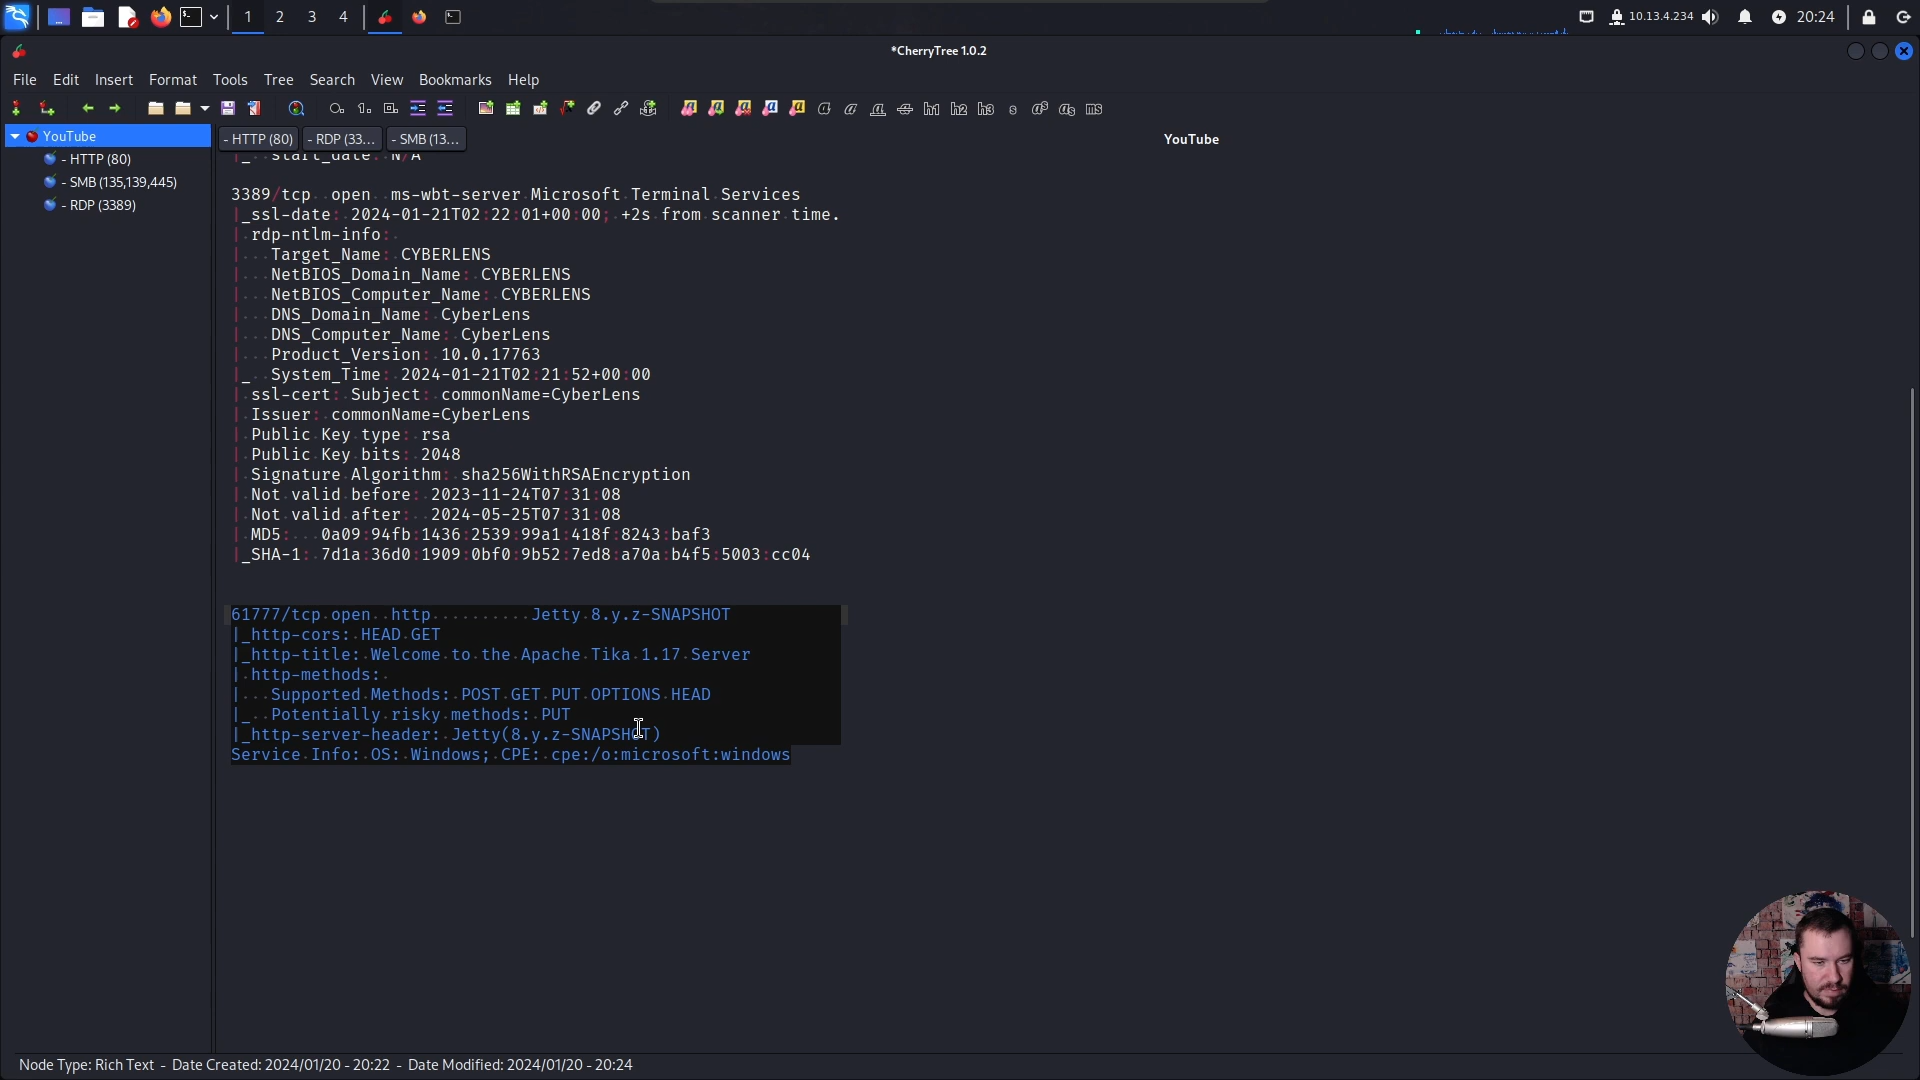 1 2 3 4
10.13.4.234
20:24
*CherryTree 1.0.2
File Edit Insert Format Tools Tree Search View Bookmarks Help
h1 h2 h3 s ms
YouTube
- HTTP (80)
- SMB (135,139,445)
- RDP (3389)
- HTTP (80) - RDP (33... - SMB (13...
YouTube
|_  start_date: N/A
3389/tcp  open  ms-wbt-server Microsoft Terminal Services
|_ssl-date: 2024-01-21T02:22:01+00:00; +2s from scanner time.
| rdp-ntlm-info:
|   Target_Name: CYBERLENS
|   NetBIOS_Domain_Name: CYBERLENS
|   NetBIOS_Computer_Name: CYBERLENS
|   DNS_Domain_Name: CyberLens
|   DNS_Computer_Name: CyberLens
|   Product_Version: 10.0.17763
|_  System_Time: 2024-01-21T02:21:52+00:00
| ssl-cert: Subject: commonName=CyberLens
| Issuer: commonName=CyberLens
| Public Key type: rsa
| Public Key bits: 2048
| Signature Algorithm: sha256WithRSAEncryption
| Not valid before: 2023-11-24T07:31:08
| Not valid after:  2024-05-25T07:31:08
| MD5:   0a09:94fb:1436:2539:99a1:418f:8243:baf3
|_SHA-1: 7d1a:36d0:1909:0bf0:9b52:7ed8:a70a:b4f5:5003:cc04
61777/tcp open  http          Jetty 8.y.z-SNAPSHOT
|_http-cors: HEAD GET
|_http-title: Welcome to the Apache Tika 1.17 Server
| http-methods:
|   Supported Methods: POST GET PUT OPTIONS HEAD
|_  Potentially risky methods: PUT
|_http-server-header: Jetty(8.y.z-SNAPSHOT)
Service Info: OS: Windows; CPE: cpe:/o:microsoft:windows
Node Type: Rich Text  -  Date Created: 2024/01/20 - 20:22  -  Date Modified: 2024/01/20 - 20:24